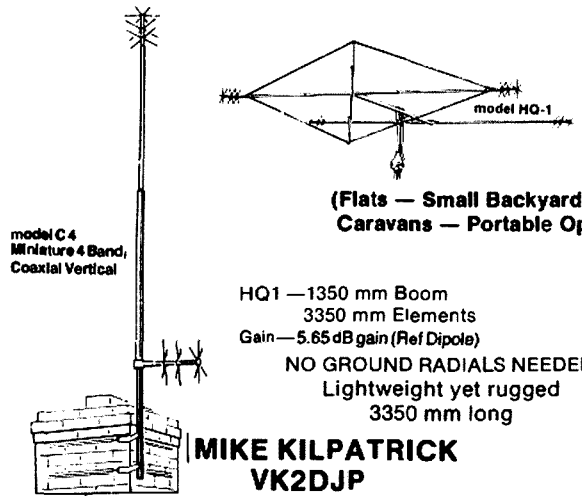 model HQ-1
(Flats — Small Backyard
Caravans — Portable Op
model C4
Miniature 4 Band,
Coaxial Vertical
HQ1 —1350 mm Boom
3350 mm Elements
Gain—5.65 dB gain (Ref Dipole)
NO GROUND RADIALS NEEDE
Lightweight yet rugged
3350 mm long
MIKE KILPATRICK
VK2DJP